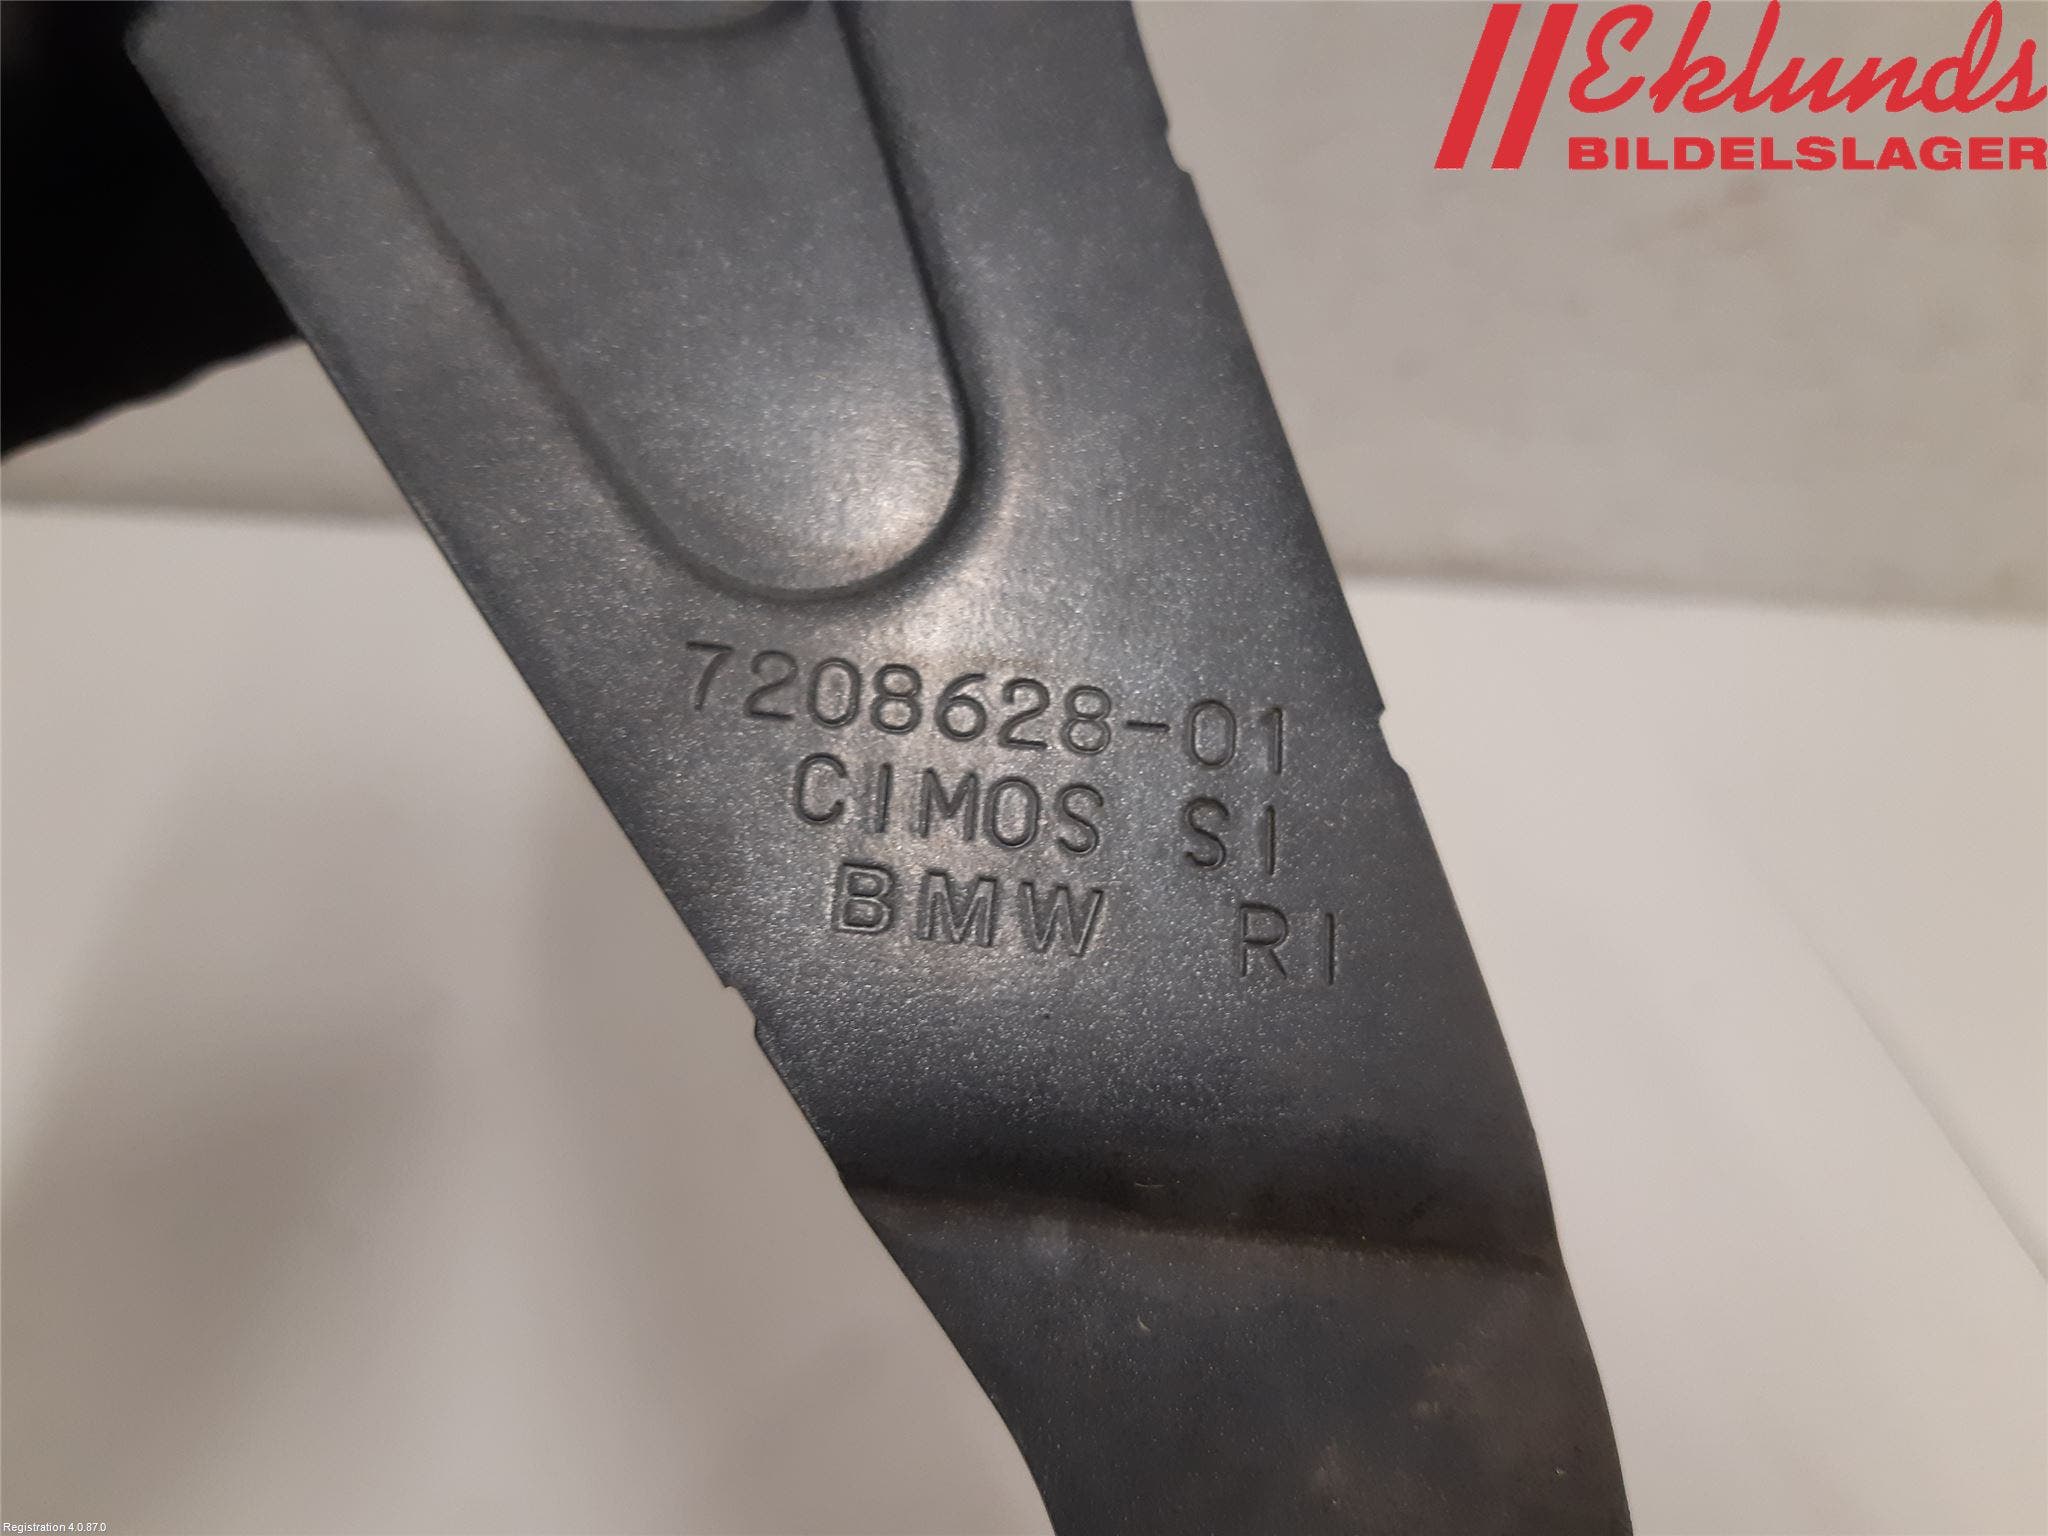 Eklunds
BILDELSLAGER
7208628-01
CIMOS SI
BMW RI
Registration 4.0.87.0